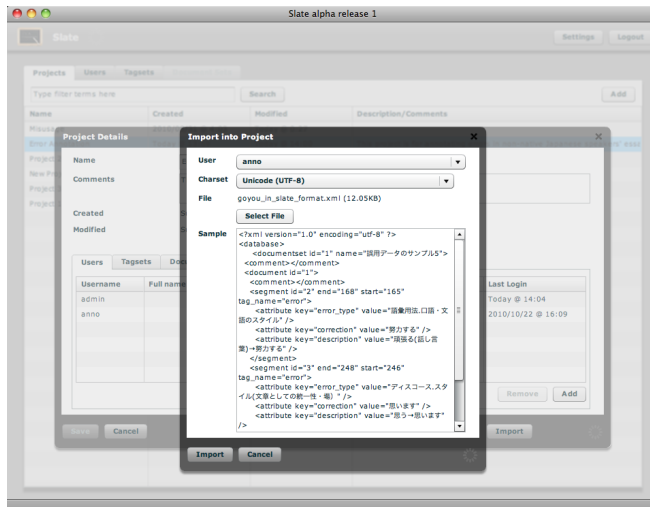 Slate alpha release 1
Slate
Settings
Logout
Projects Users Tagsets
Type filter terms here
Search
Add
Name Created Modified Description/Comments
Project Details
Import into Project
Name
Comments
Created
Modified
Users Tagsets
Username Full name Last Login
admin Today @ 14:04
anno 2010/10/22 @ 16:09
Remove
Add
Save
Cancel
Import
User anno
Charset Unicode (UTF-8)
File goyou_in_slate_format.xml (12.05KB)
Select File
Sample
<?xml version="1.0" encoding="utf-8" ?>
<database>
<documentset id="1" name="誤用データのサンプル5">
<comment></comment>
<document id="1">
<comment></comment>
<segment id="2" end="168" start="165"
tag_name="error">
<attribute key="error_type" value="語彙用法,口語・文
語のスタイル" />
<attribute key="correction" value="努力する" />
<attribute key="description" value="頑張る(話し言
葉)→努力する" />
</segment>
<segment id="3" end="248" start="246"
tag_name="error">
<attribute key="error_type" value="ディスコース,スタ
イル(文章としての統一性・場）" />
<attribute key="correction" value="思います" />
<attribute key="description" value="思う→思います"
/>
Import
Cancel